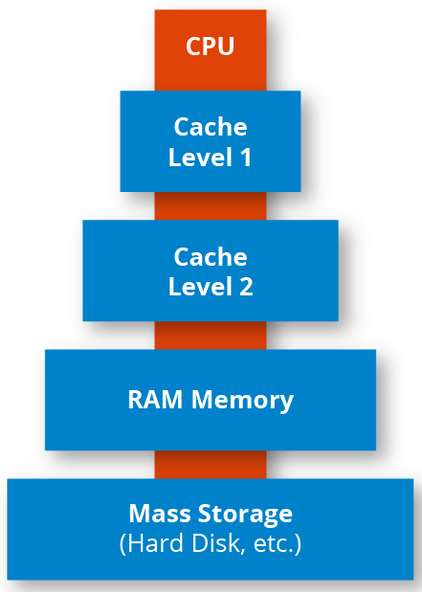 CPU
Cache
Level 1
Cache
Level 2
RAM Memory
Mass Storage
(Hard Disk, etc.)